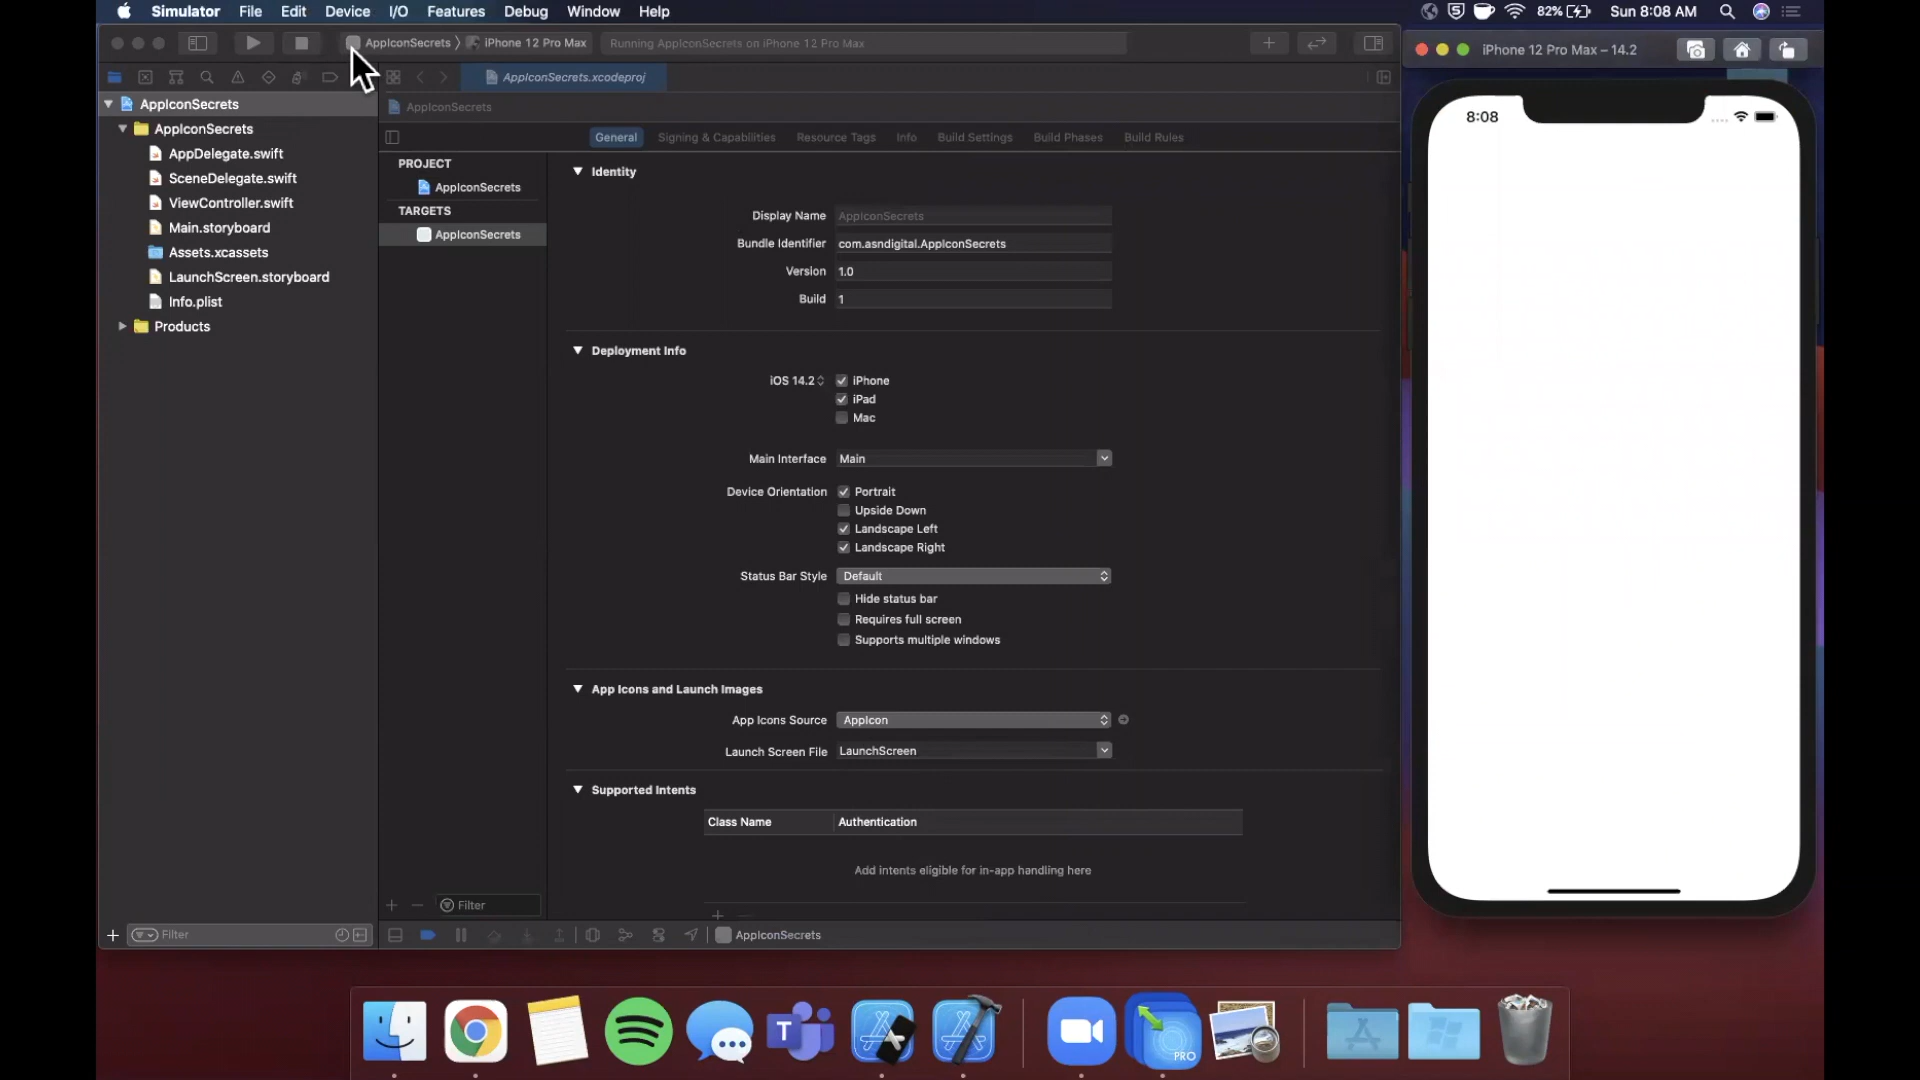 Simulator File Edit Device I/O Features Debug Window Help
5 82% Sun 8:08 AM
AppIconSecrets 〉 iPhone 12 Pro Max
Running AppIconSecrets on iPhone 12 Pro Max
AppIconSecrets.xcodeproj
AppIconSecrets
AppIconSecrets
AppDelegate.swift
SceneDelegate.swift
ViewController.swift
Main.storyboard
Assets.xcassets
LaunchScreen.storyboard
Info.plist
Products
Filter
AppIconSecrets
General Signing & Capabilities Resource Tags Info Build Settings Build Phases Build Rules
PROJECT
AppIconSecrets
TARGETS
AppIconSecrets
Filter
Identity
Display Name AppIconSecrets
Bundle Identifier com.asndigital.AppIconSecrets
Version 1.0
Build 1
Deployment Info
iOS 14.2 iPhone
iPad
Mac
Main Interface Main
Device Orientation Portrait
Upside Down
Landscape Left
Landscape Right
Status Bar Style Default
Hide status bar
Requires full screen
Supports multiple windows
App Icons and Launch Images
App Icons Source AppIcon
Launch Screen File LaunchScreen
Supported Intents
Class Name Authentication
Add intents eligible for in-app handling here
AppIconSecrets
iPhone 12 Pro Max – 14.2
8:08
T
PRO